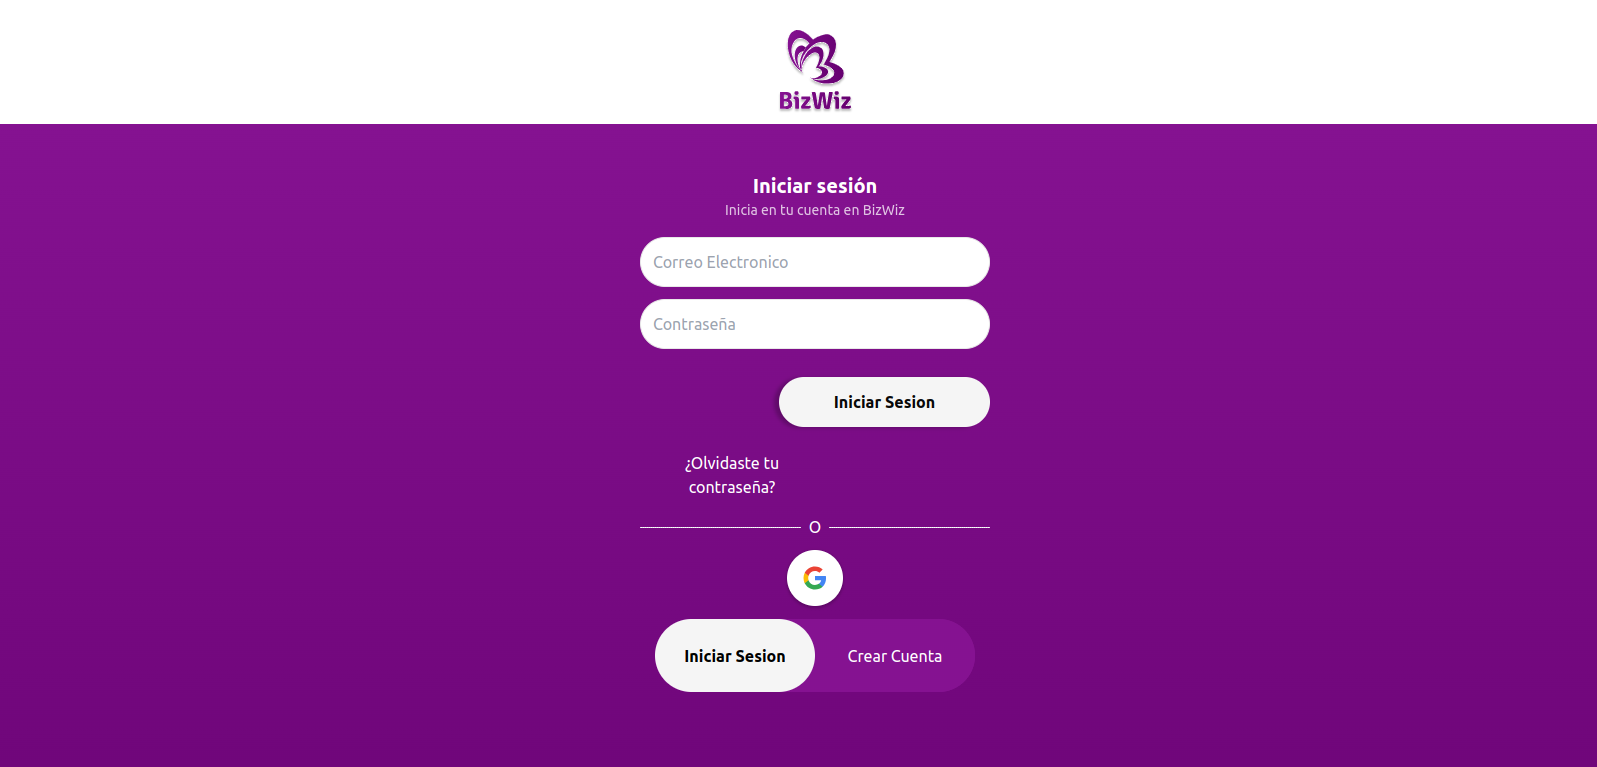 BizWiz
Iniciar sesión
Inicia en tu cuenta en BizWiz
Correo Electronico
Contraseña
Iniciar Sesion
¿Olvidaste tu
contraseña?
O
Iniciar Sesion
Crear Cuenta